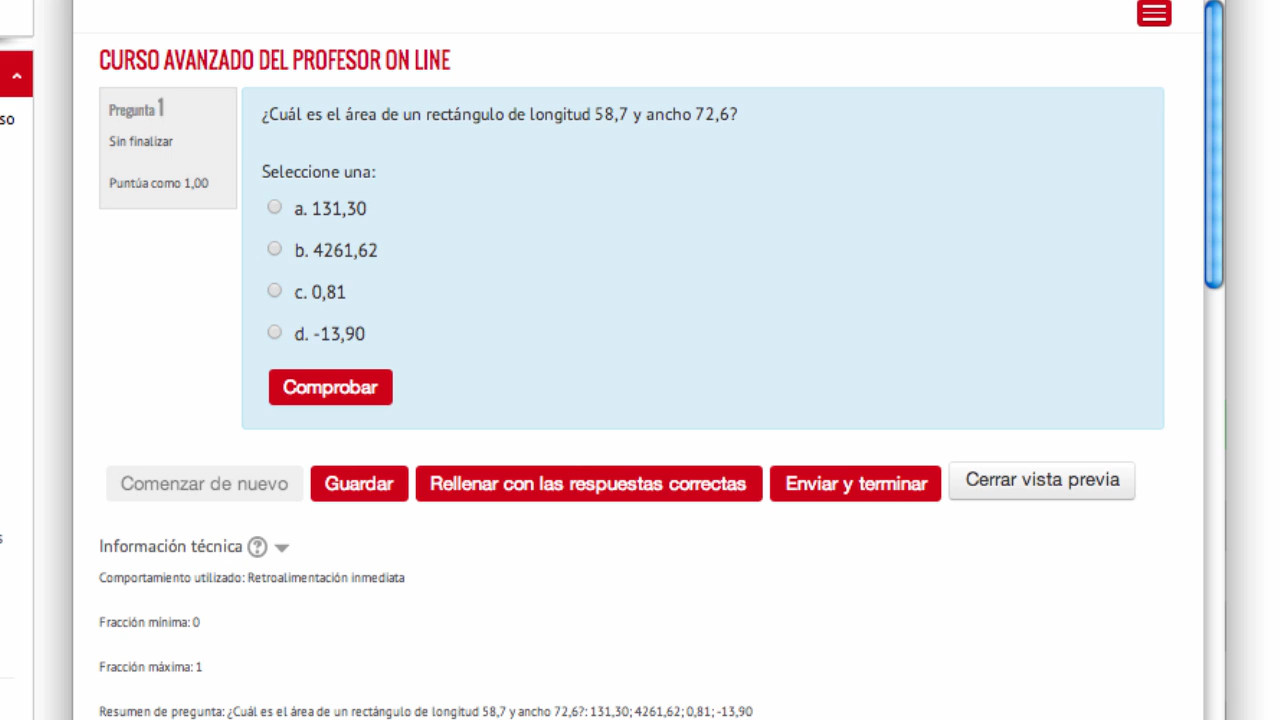 CURSO AVANZADO DEL PROFESOR ON LINE
so
Pregunta 1
Sin finalizar
Puntúa como 1,00
¿Cuál es el área de un rectángulo de longitud 58,7 y ancho 72,6?
Seleccione una:
a. 131,30
b. 4261,62
c. 0,81
d. -13,90
Comprobar
Comenzar de nuevo Guardar Rellenar con las respuestas correctas Enviar y terminar Cerrar vista previa
s
Información técnica ?
Comportamiento utilizado: Retroalimentación inmediata
Fracción mínima: 0
Fracción máxima: 1
Resumen de pregunta: ¿Cuál es el área de un rectángulo de longitud 58,7 y ancho 72,6?: 131,30; 4261,62; 0,81; -13,90